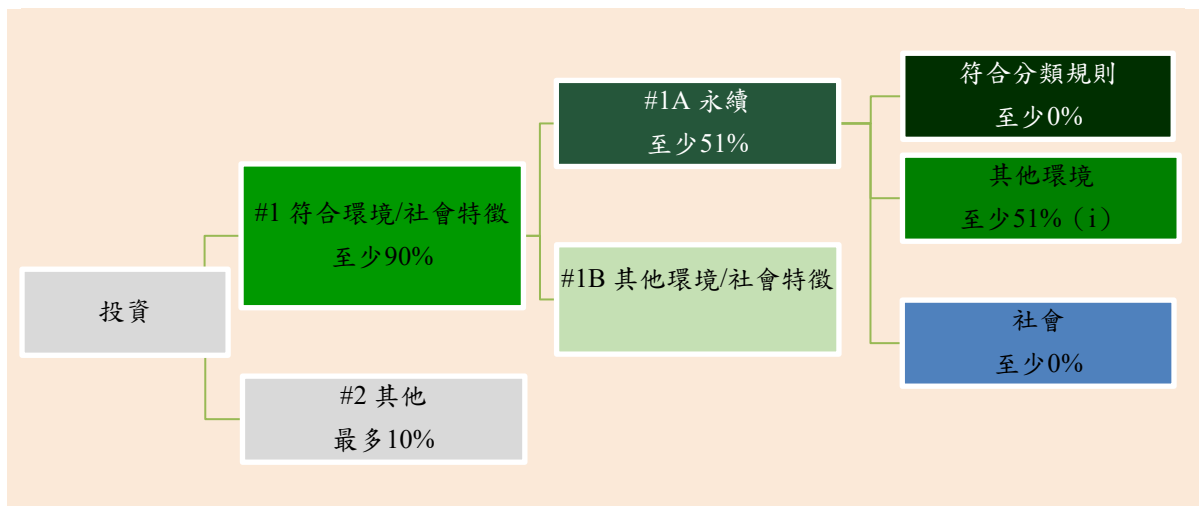 投資
#1 符合環境/社會特徵
至少90%
#2 其他
最多10%
#1A 永續
至少51%
#1B 其他環境/社會特徵
符合分類規則
至少0%
其他環境
至少51%（i）
社會
至少0%